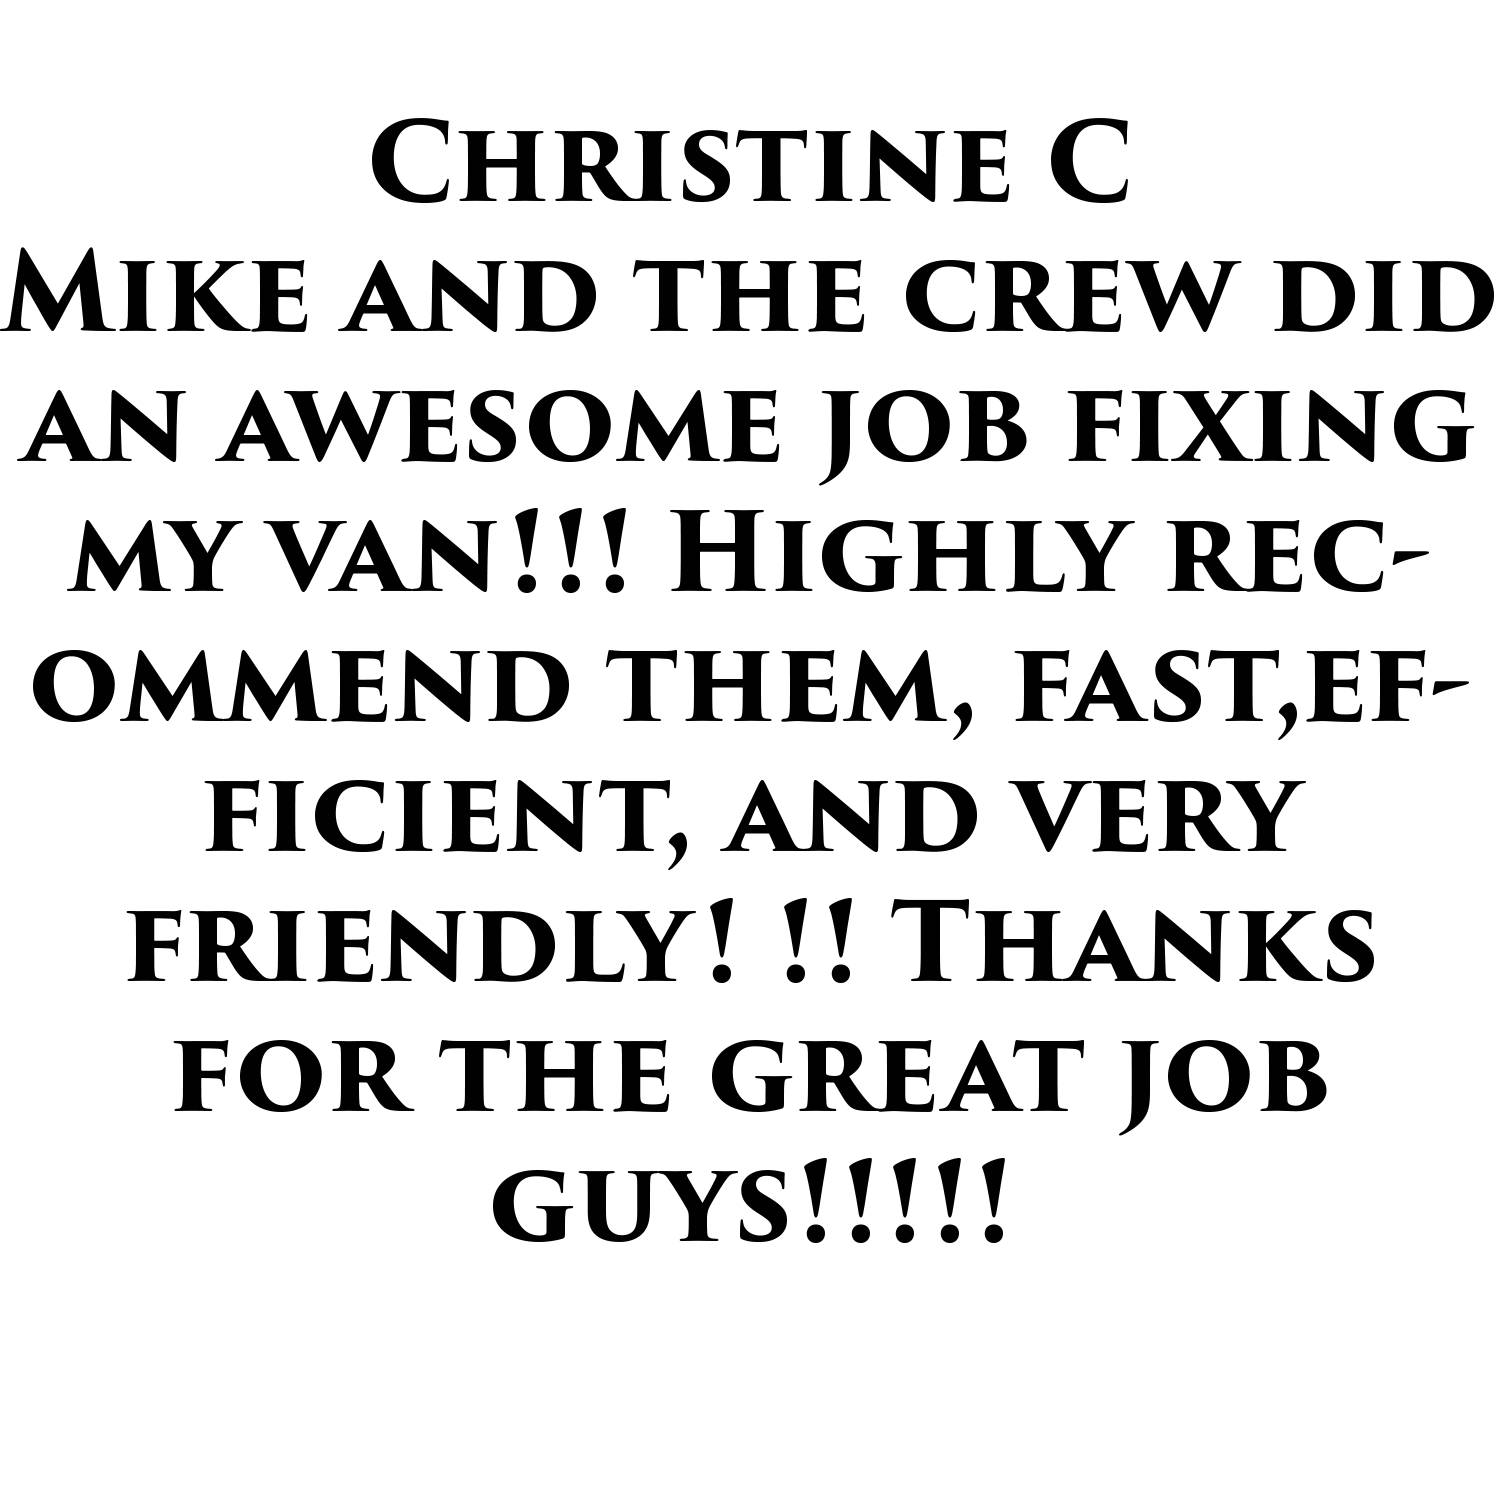 Christine C
Mike and the crew did
an awesome job fixing
my van!!! Highly rec-
ommend them, fast,ef-
ficient, and very
friendly! !! Thanks
for the great job
guys!!!!!